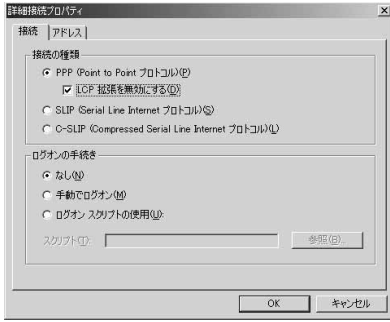 詳細接続プロパティ
接続
アドレス
接続の種類
PPP (Point to Point プロトコル)(P)
LCP 拡張を無効にする(D)
SLIP (Serial Line Internet プロトコル)(S)
C-SLIP (Compressed Serial Line Internet プロトコル)(L)
ログオンの手続き
なし(N)
手動でログオン(M)
ログオン スクリプトの使用(U):
スクリプト(T):
参照(B)...
OK
キャンセル